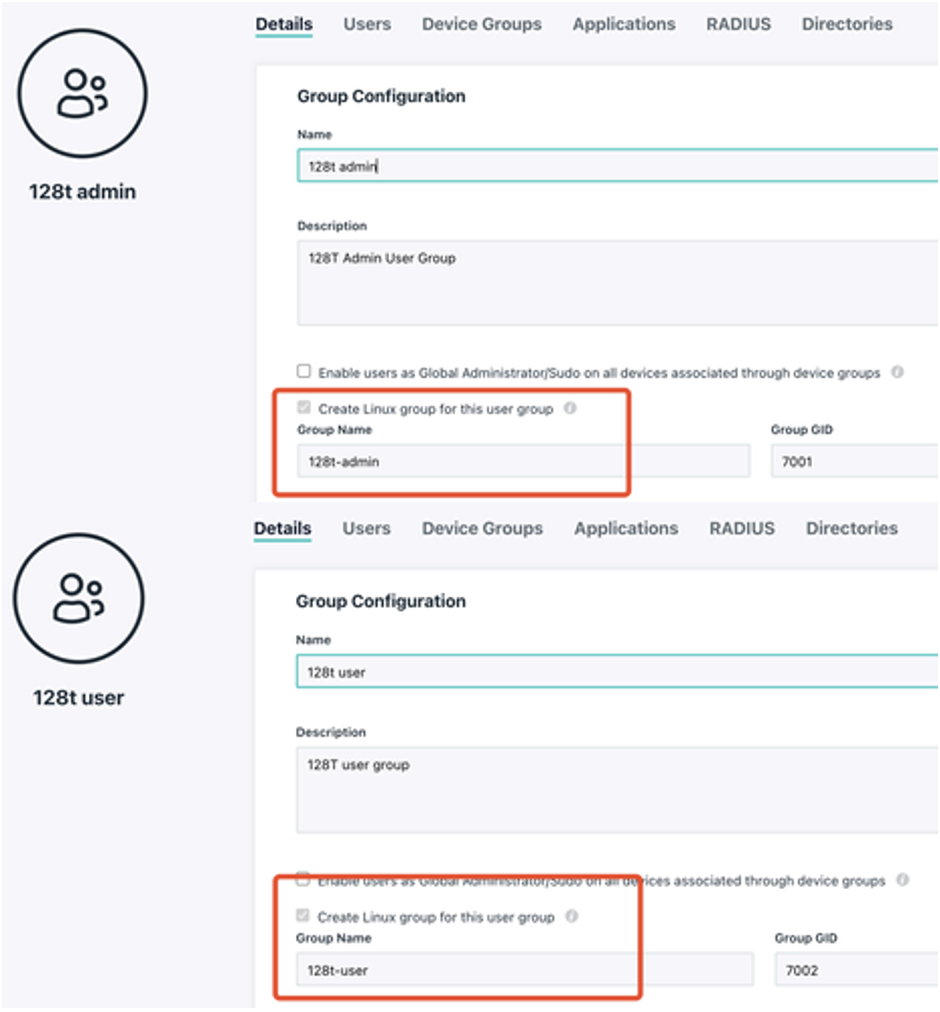 Details Users Device Groups Applications RADIUS Directories
128t admin
Group Configuration
Name
128t admin
Description
128T Admin User Group
Enable users as Global Administrator/Sudo on all devices associated through device groups
Create Linux group for this user group
Group Name Group GID
128t-admin 7001
Details Users Device Groups Applications RADIUS Directories
128t user
Group Configuration
Name
128t user
Description
128T user group
Enable users as Global Administrator/Sudo on all devices associated through device groups
Create Linux group for this user group
Group Name Group GID
128t-user 7002